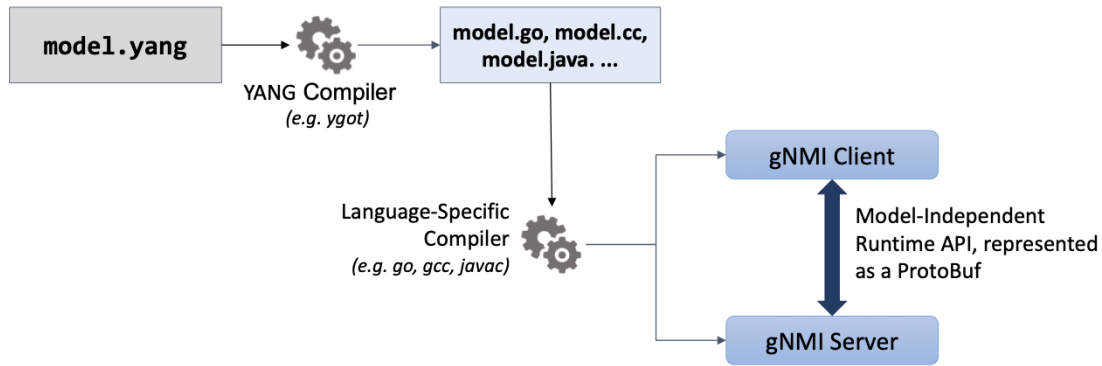 model.yang
YANG Compiler
(e.g. ygot)
model.go, model.cc,
model.java. ...
Language-Specific
Compiler
(e.g. go, gcc, javac)
gNMI Client
Model-Independent
Runtime API, represented
as a ProtoBuf
gNMI Server